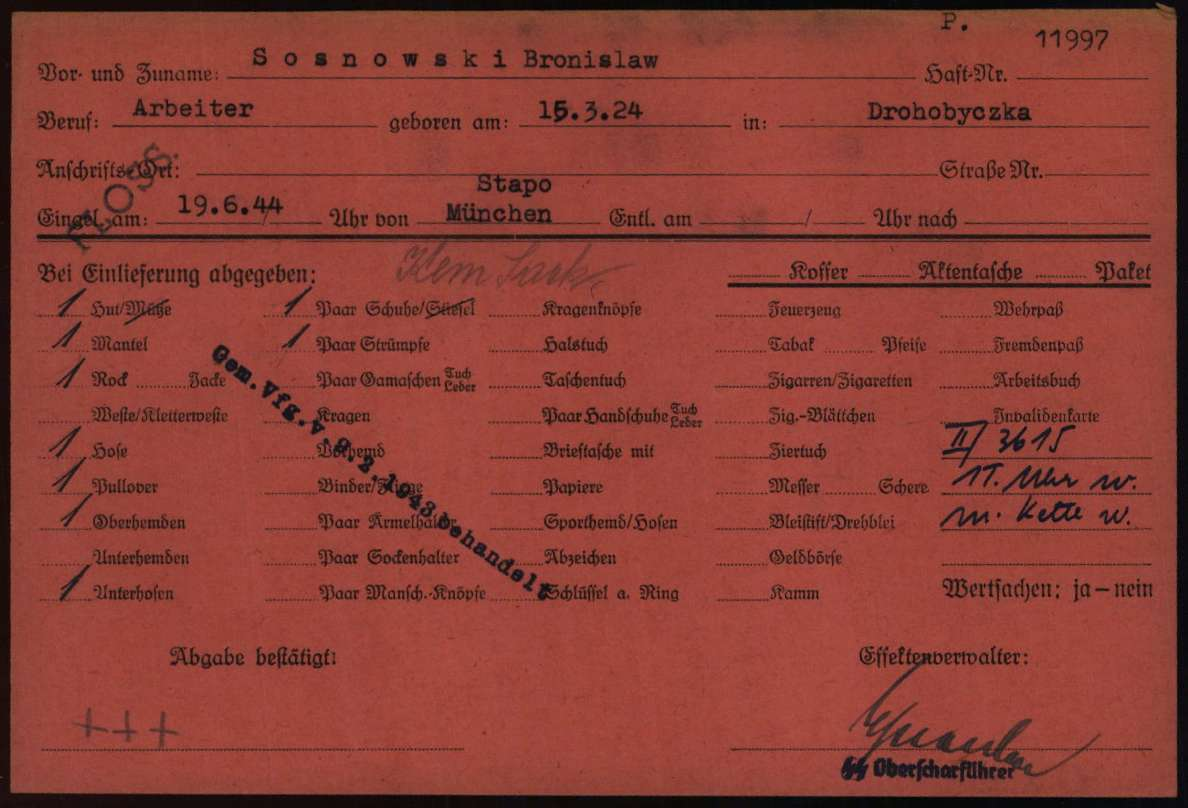 P. 11997
Vor- und Zuname: Sosnowski Bronislaw Haft-Nr.
Beruf: Arbeiter geboren am: 15.3.24 in: Drohobyczka
Anschrifts-Ort: Straße Nr.
FLOSS.
Stapo
Eingel. am: 19.6.44 Uhr von München Entl. am Uhr nach
Bei Einlieferung abgegeben: Koffer Aktentasche Paket
1 Hut/Mütze 1 Paar Schuhe/Stiefel Kragenknöpfe Feuerzeug Wehrpaß
1 Mantel 1 Paar Strümpfe Halstuch Tabak Pfeife Fremdenpaß
1 Rock Jacke Paar Gamaschen Tuch Leder Taschentuch Zigarren/Zigaretten Arbeitsbuch
Weste/Kletterweste Kragen Paar Handschuhe Tuch Leder Zig.-Blättchen Invalidenkarte
1 Hose Vorhemd Brieftasche mit Ziertuch II/3615
1 Pullover Binder/Fliege Papiere Messer Schere 1 T. Uhr w.
1 Oberhemden Paar Ärmelhalter Sporthemd/Hosen Bleistift/Drehblei m. Kette w.
Unterhemden Paar Sockenhalter Abzeichen Geldbörse
1 Unterhosen Paar Mansch.-Knöpfe Schlüssel a. Ring Kamm Wertsachen: ja – nein
Gem. Vfg. v. 9.2.1943 behandelt
Abgabe bestätigt: Effektenverwalter:
+++
SS Oberscharführer